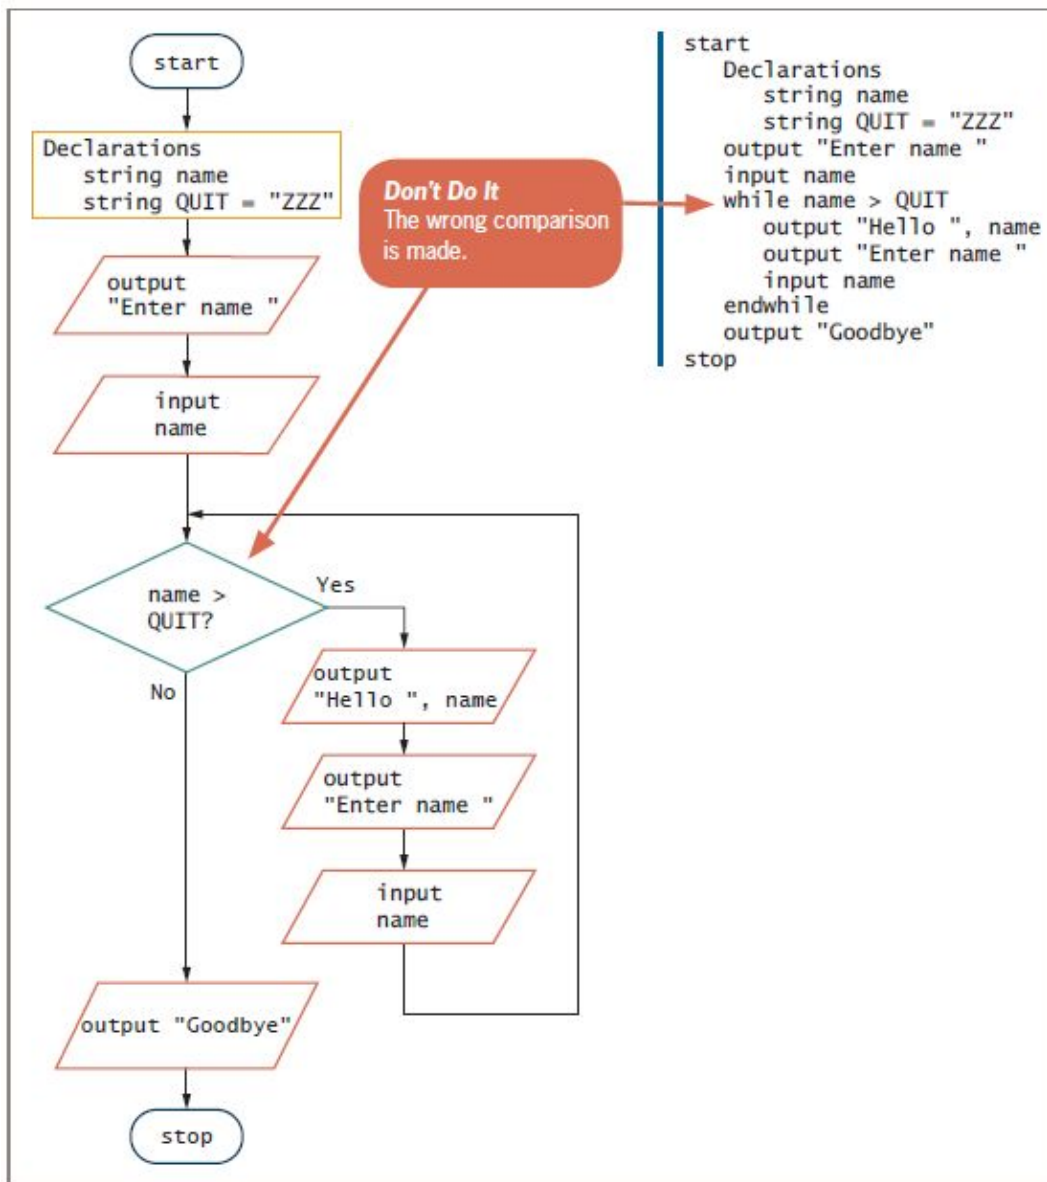 start
Declarations
string name
string QUIT = "ZZZ"
output
"Enter name "
input
name
name >
QUIT?
Yes
No
output
"Hello ", name
output
"Enter name "
input
name
output "Goodbye"
stop
Don't Do It
The wrong comparison
is made.
start
Declarations
string name
string QUIT = "ZZZ"
output "Enter name "
input name
while name > QUIT
output "Hello ", name
output "Enter name "
input name
endwhile
output "Goodbye"
stop